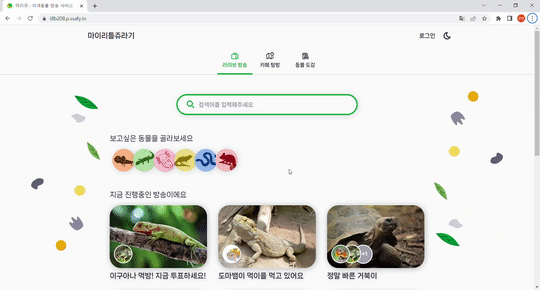 마이쥬 - 이색동물 방송 서비스
i8b208.p.ssafy.io
마이리틀쥬라기
로그인
라이브 방송 카페 탐방 동물 도감
검색어를 입력해주세요
보고싶은 동물을 골라보세요
지금 진행중인 방송이에요
+1
이구아나 먹방! 지금 투표하세요! 도마뱀이 먹이를 먹고 있어요 정말 빠른 거북이